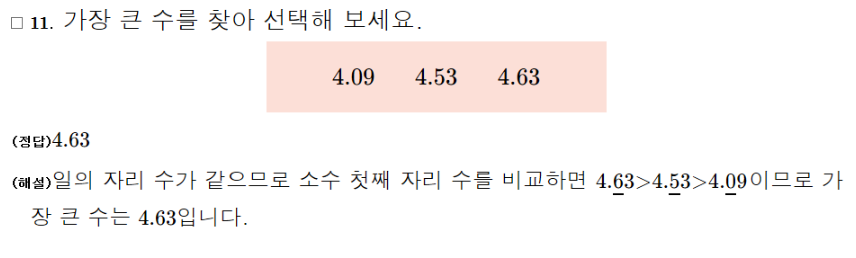 □ 11. 가장 큰 수를 찾아 선택해 보세요.
4.09 4.53 4.63
(정답)4.63
(해설)일의 자리 수가 같으므로 소수 첫째 자리 수를 비교하면 4.63>4.53>4.09이므로 가
장 큰 수는 4.63입니다.